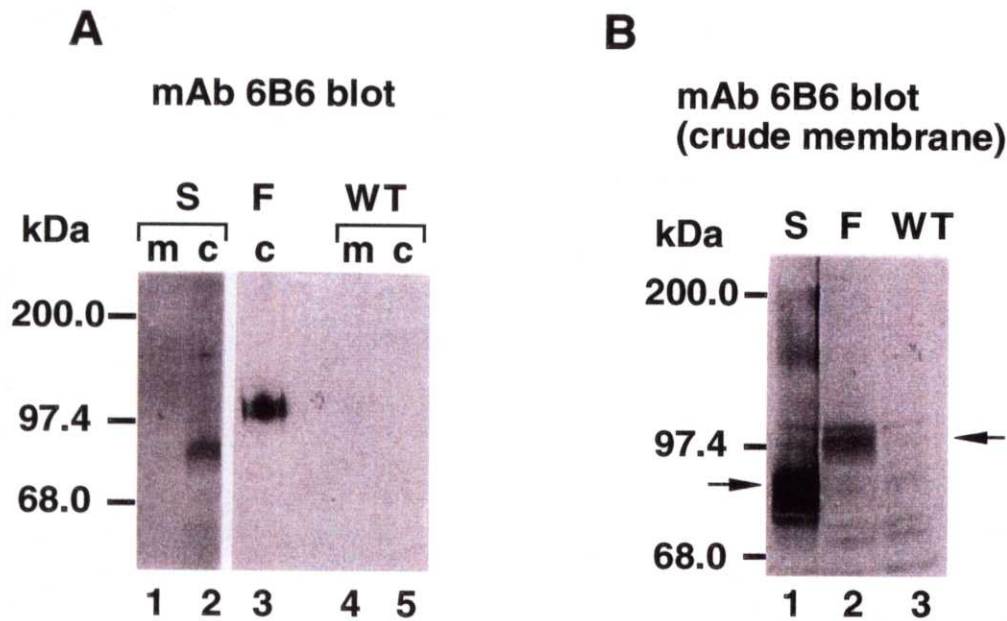 A
mAb 6B6 blot
S F WT
kDa m c c m c
200.0
97.4
68.0
1 2 3 4 5
B
mAb 6B6 blot
(crude membrane)
kDa S F WT
200.0
97.4
68.0
1 2 3